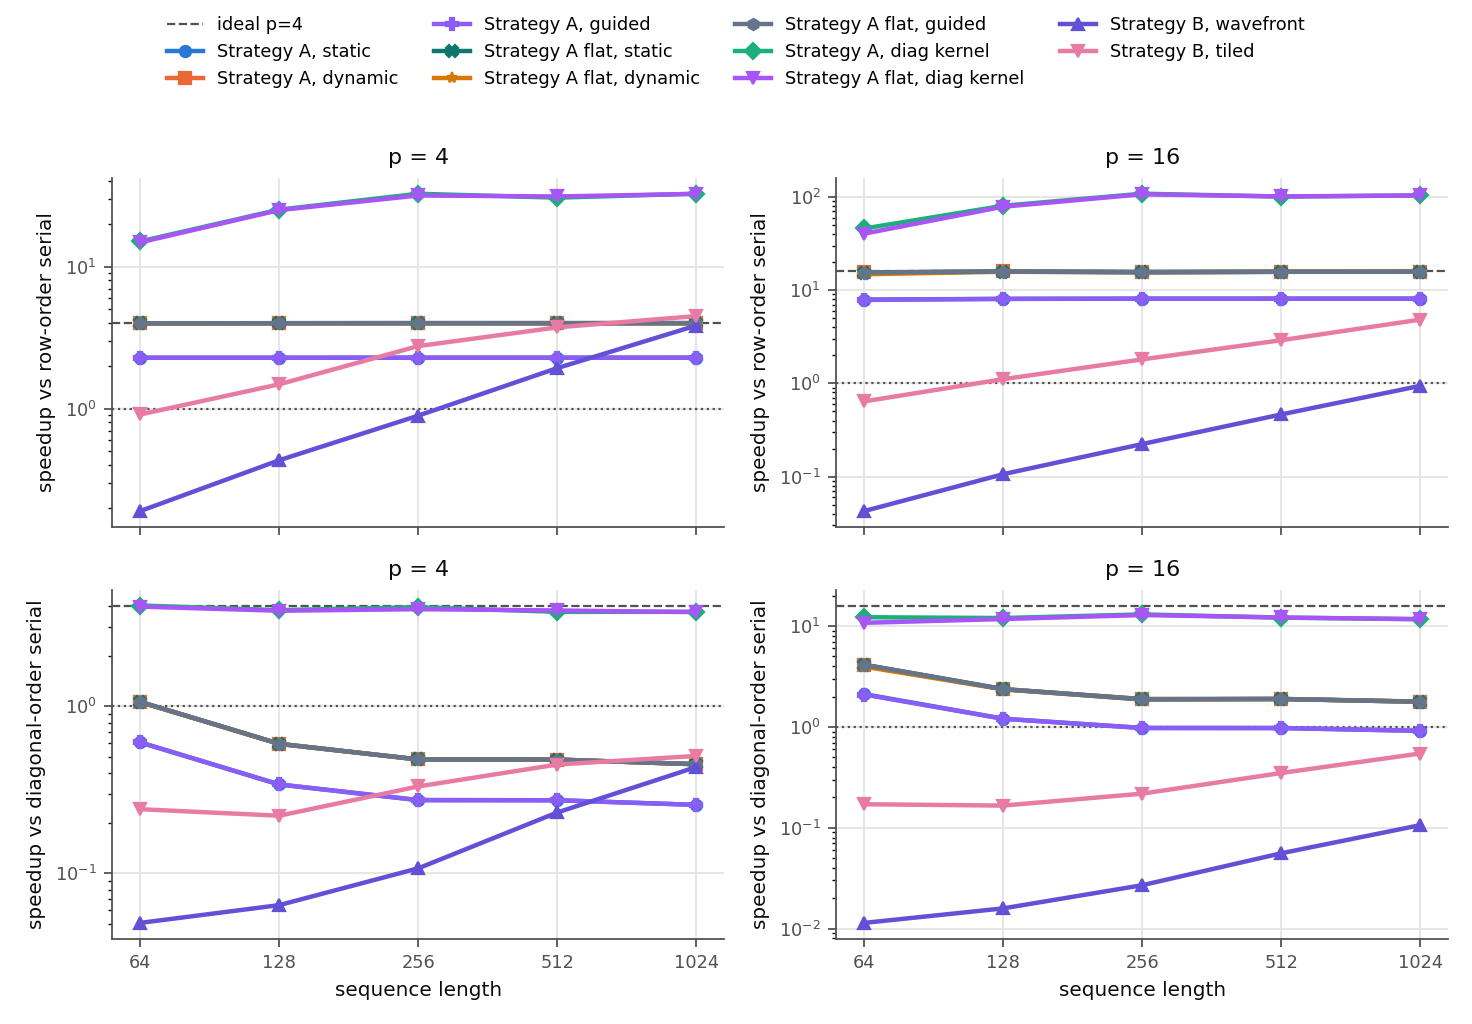 ideal p=4
Strategy A, static
Strategy A, dynamic
Strategy A, guided
Strategy A flat, static
Strategy A flat, dynamic
Strategy A flat, guided
Strategy A, diag kernel
Strategy A flat, diag kernel
Strategy B, wavefront
Strategy B, tiled
p = 4
speedup vs row-order serial
10¹
10⁰
p = 16
speedup vs row-order serial
10²
10¹
10⁰
10⁻¹
p = 4
speedup vs diagonal-order serial
10⁰
10⁻¹
64 128 256 512 1024
sequence length
p = 16
speedup vs diagonal-order serial
10¹
10⁰
10⁻¹
10⁻²
64 128 256 512 1024
sequence length